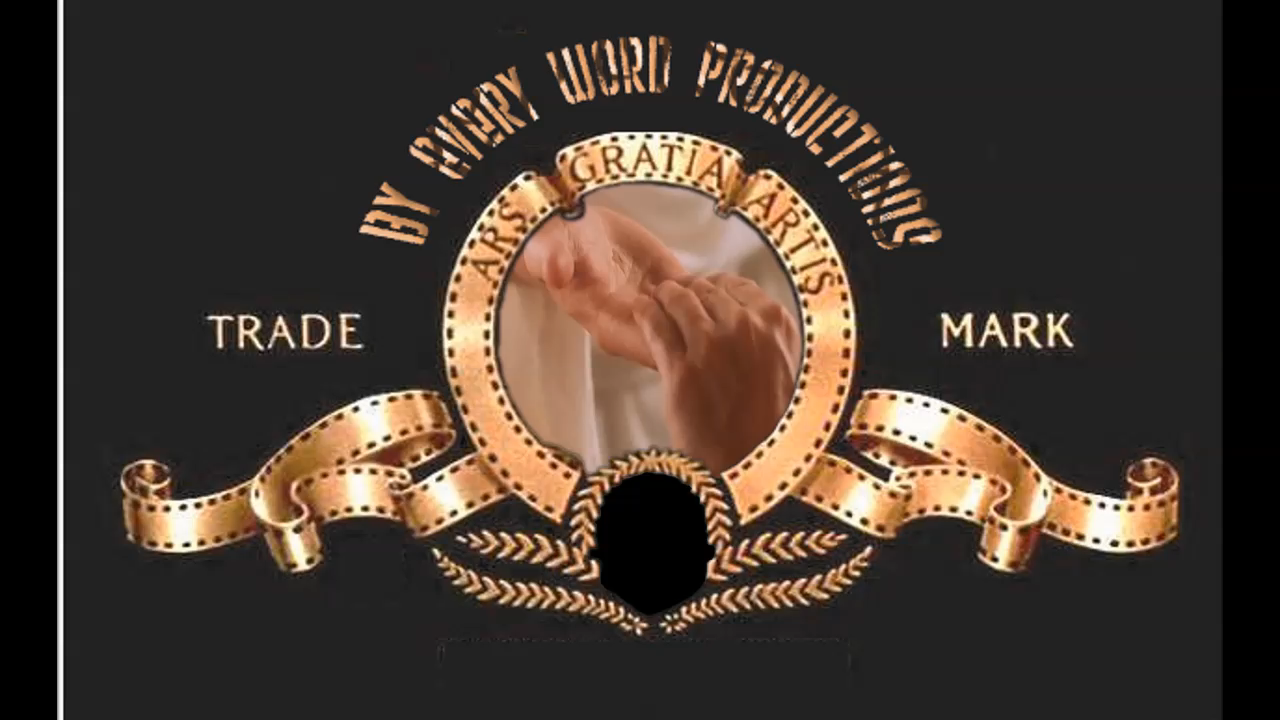 BY EVERY WORD PRODUCTIONS
ARS GRATIA ARTIS
TRADE MARK